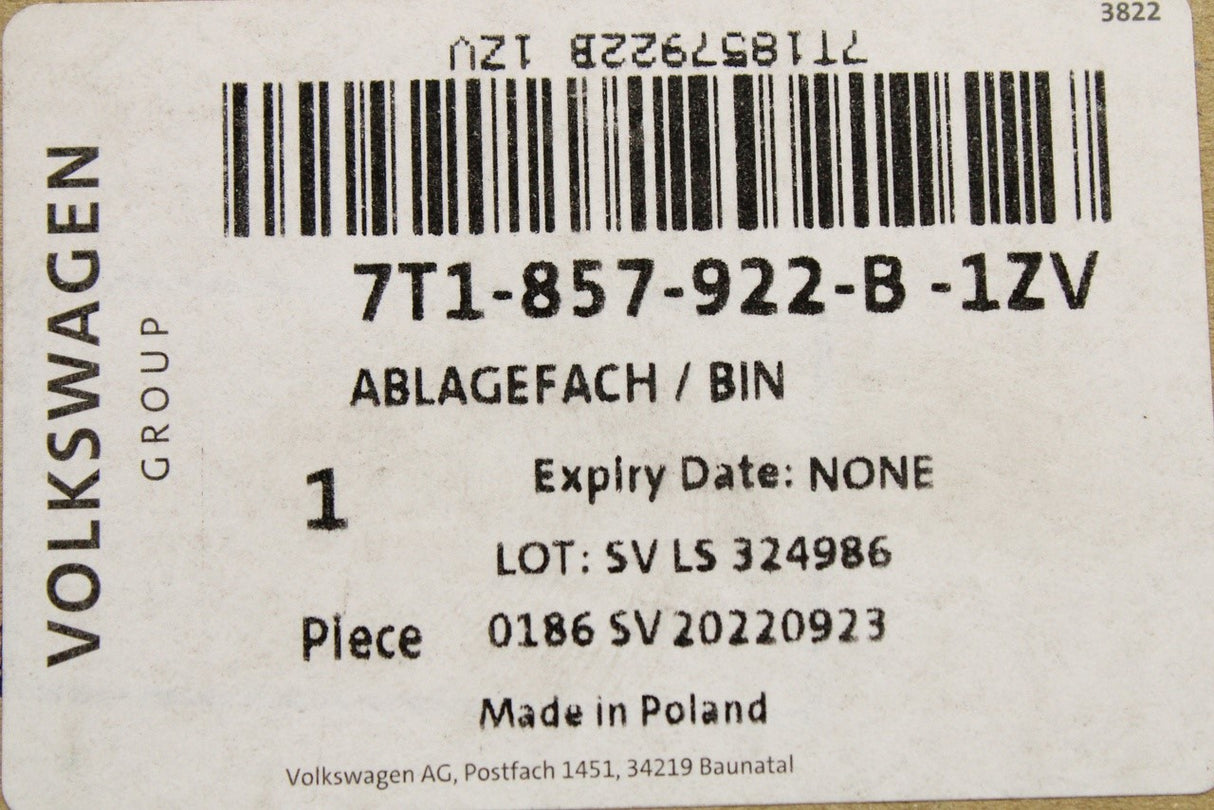 3822
7T1857922B 1ZV
7T1-857-922-B -1ZV
ABLAGEFACH / BIN
1
Expiry Date: NONE
LOT: SV LS 324986
Piece
0186 SV 20220923
Made in Poland
Volkswagen AG, Postfach 1451, 34219 Baunatal
VOLKSWAGEN
GROUP